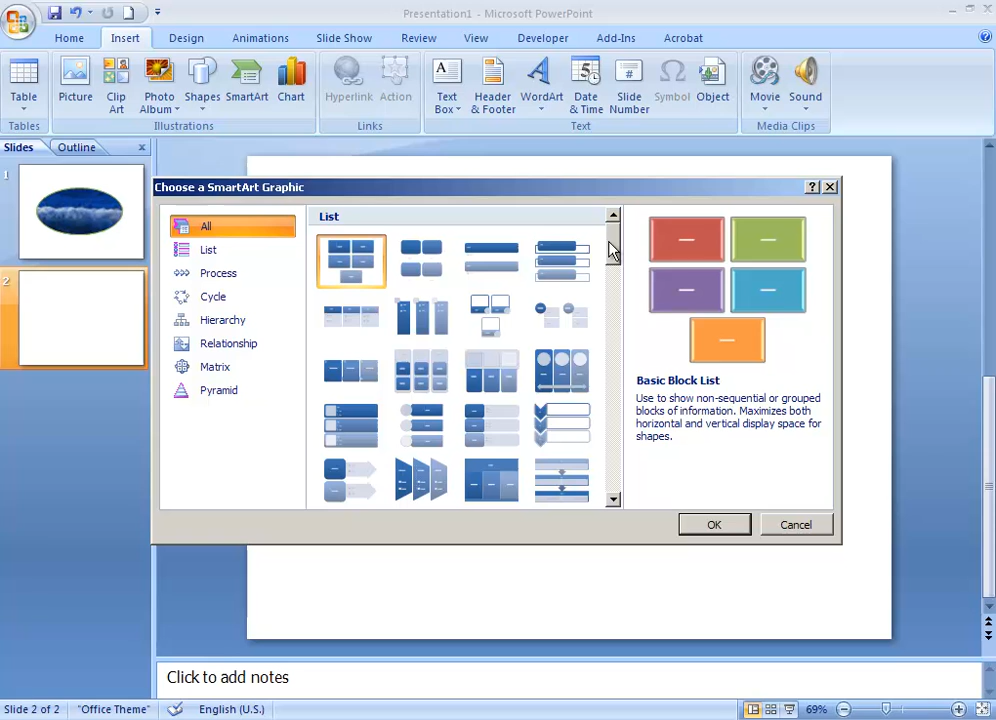 Presentation1 - Microsoft PowerPoint
Home Insert Design Animations Slide Show Review View Developer Add-Ins Acrobat
Table Picture Clip Art Photo Album Shapes SmartArt Chart Hyperlink Action Text Box Header & Footer WordArt Date & Time Slide Number Symbol Object Movie Sound
Tables Illustrations Links Text Media Clips
Slides Outline x
1
2
Choose a SmartArt Graphic
All
List
Process
Cycle
Hierarchy
Relationship
Matrix
Pyramid
List
Basic Block List
Use to show non-sequential or grouped
blocks of information. Maximizes both
horizontal and vertical display space for
shapes.
OK Cancel
Click to add notes
Slide 2 of 2 "Office Theme" English (U.S.) 69%